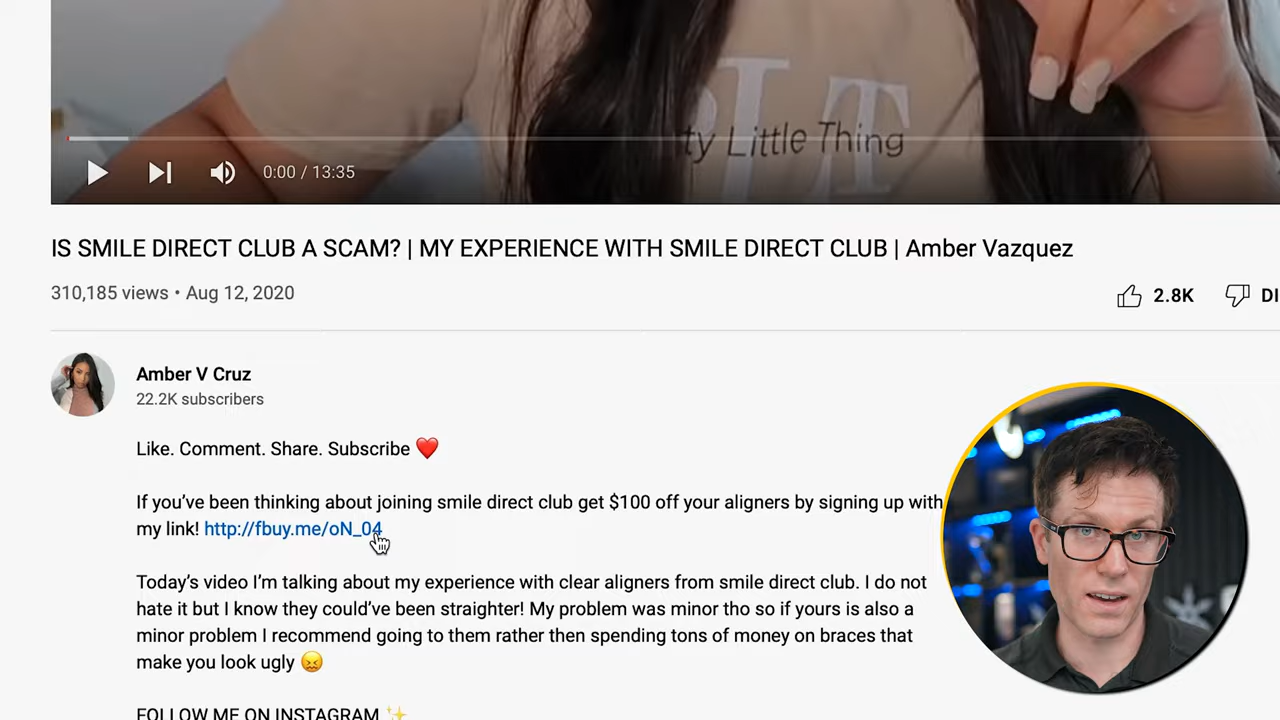 PLT
ty Little Thing
0:00 / 13:35
IS SMILE DIRECT CLUB A SCAM? | MY EXPERIENCE WITH SMILE DIRECT CLUB | Amber Vazquez
310,185 views • Aug 12, 2020
2.8K
DI
Amber V Cruz
22.2K subscribers
Like. Comment. Share. Subscribe ❤️
If you’ve been thinking about joining smile direct club get $100 off your aligners by signing up with
my link! http://fbuy.me/oN_04
Today’s video I’m talking about my experience with clear aligners from smile direct club. I do not
hate it but I know they could’ve been straighter! My problem was minor tho so if yours is also a
minor problem I recommend going to them rather then spending tons of money on braces that
make you look ugly 😖
FOLLOW ME ON INSTAGRAM ✨